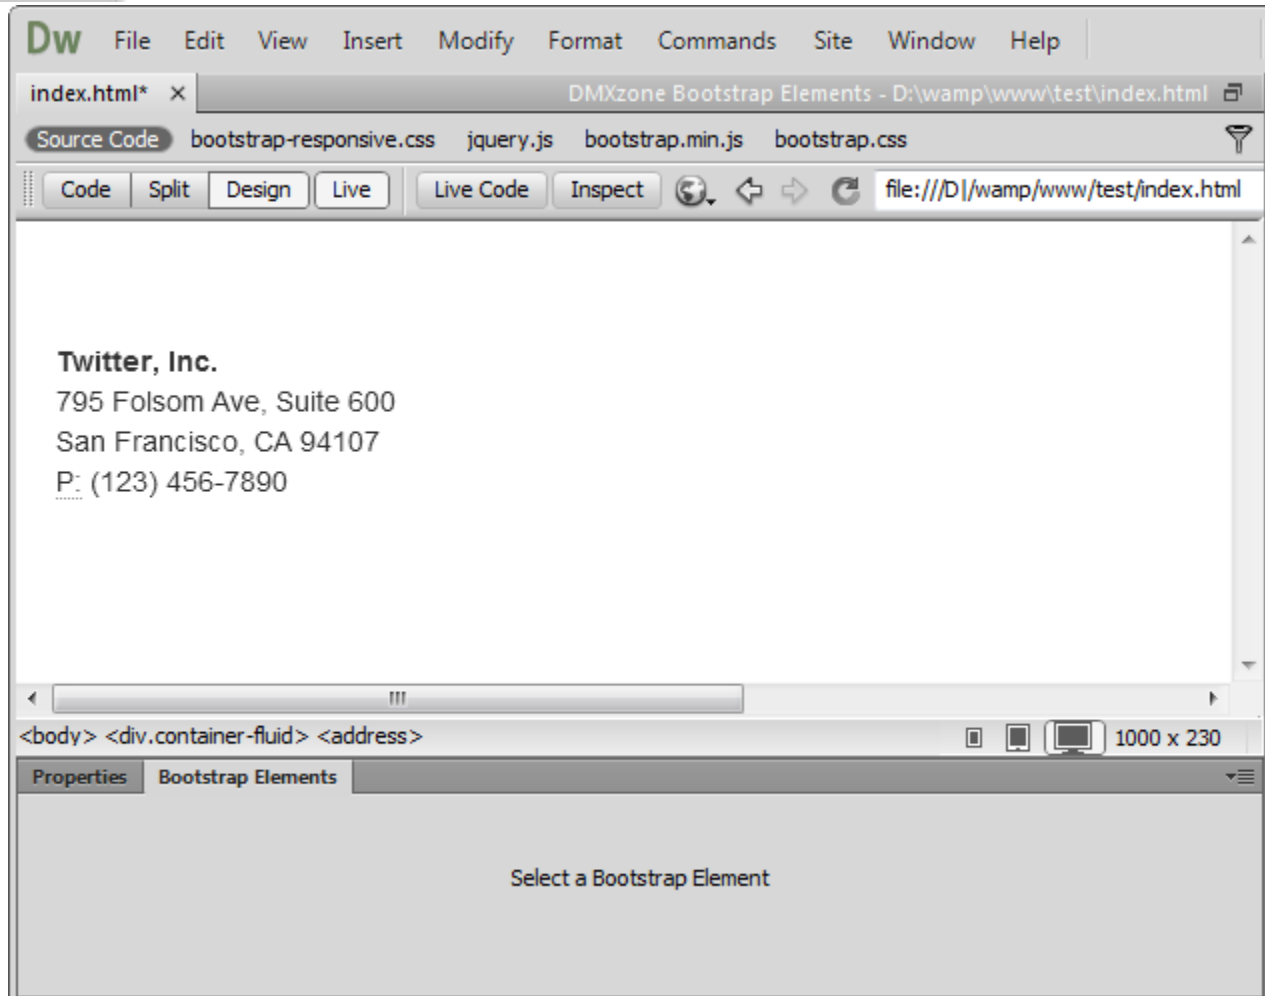 Dw File Edit View Insert Modify Format Commands Site Window Help
index.html* × DMXzone Bootstrap Elements - D:\wamp\www\test\index.html
Source Code bootstrap-responsive.css jquery.js bootstrap.min.js bootstrap.css
Code Split Design Live Live Code Inspect file:///D|/wamp/www/test/index.html
Twitter, Inc.
795 Folsom Ave, Suite 600
San Francisco, CA 94107
P: (123) 456-7890
<body> <div.container-fluid> <address> 1000 x 230
Properties Bootstrap Elements
Select a Bootstrap Element